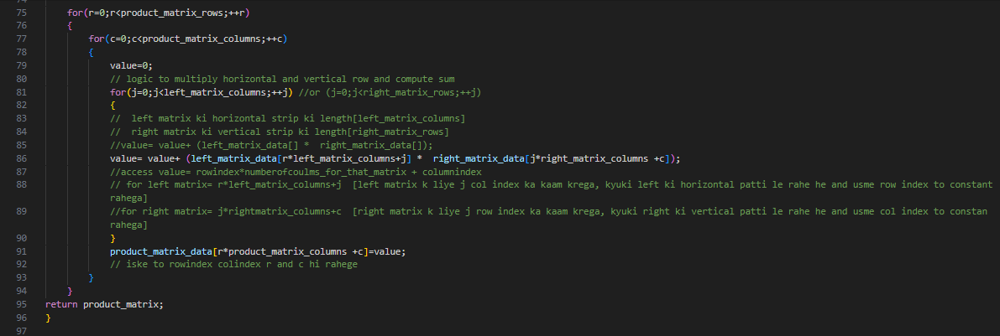 75 for(r=0;r<product_matrix_rows;++r)
76 {
77 for(c=0;c<product_matrix_columns;++c)
78 {
79 value=0;
80 // logic to multiply horizontal and vertical row and compute sum
81 for(j=0;j<left_matrix_columns;++j) //or (j=0;j<right_matrix_rows;++j)
82 {
83 //  left matrix ki horizontal strip ki length[left_matrix_columns]
84 //  right matrix ki vertical strip ki length[right_matrix_rows]
85 //value= value+ (left_matrix_data[] *  right_matrix_data[]);
86 value= value+ (left_matrix_data[r*left_matrix_columns+j] *  right_matrix_data[j*right_matrix_columns +c]);
87 //access value= rowindex*numberofcoulms_for_that_matrix + columnindex
88 // for left matrix= r*left_matrix_columns+j  [left matrix k liye j col index ka kaam krega, kyuki left ki horizontal patti le rahe he and usme row index to constant
rahega]
89 //for right matrix= j*rightmatrix_columns+c  [right matrix k liye j row index ka kaam krega, kyuki right ki vertical patti le rahe he and usme col index to constan
rahega]
90 }
91 product_matrix_data[r*product_matrix_columns +c]=value;
92 // iske to rowindex colindex r and c hi rahege
93 }
94 }
95 return product_matrix;
96 }
97